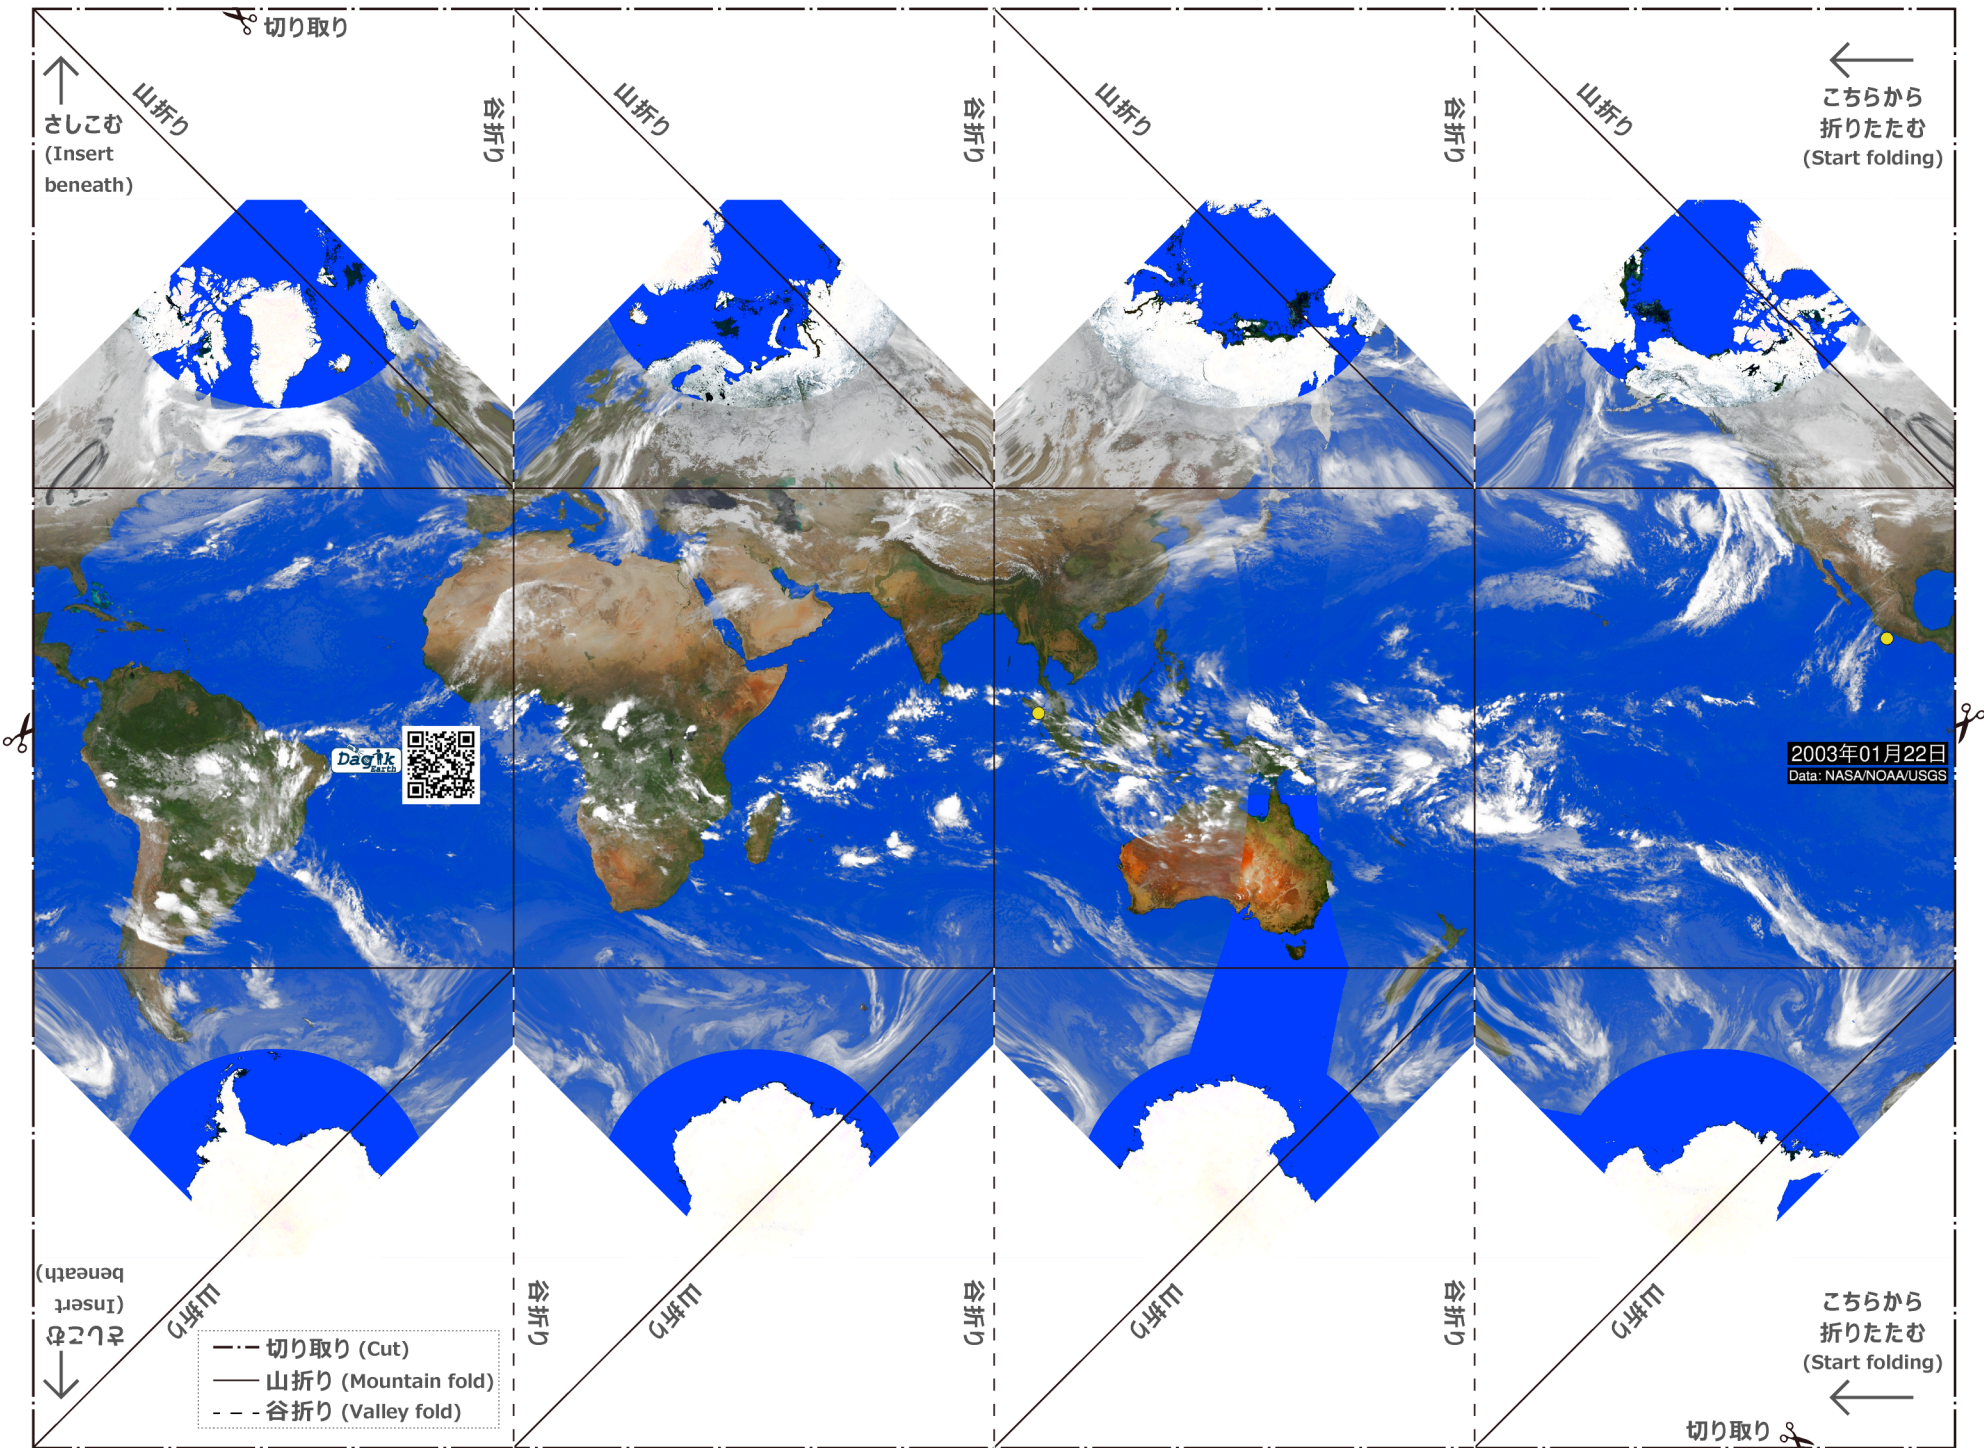 切り取り
山折り
谷折り
山折り
谷折り
山折り
谷折り
山折り
さしこむ
(Insert
beneath)
こちらから
折りたたむ
(Start folding)
Dagik
Earth
2003年01月22日
Data: NASA/NOAA/USGS
さしこむ
(Insert
beneath)
山折り
谷折り
山折り
谷折り
山折り
谷折り
山折り
こちらから
折りたたむ
(Start folding)
切り取り (Cut)
山折り (Mountain fold)
谷折り (Valley fold)
切り取り